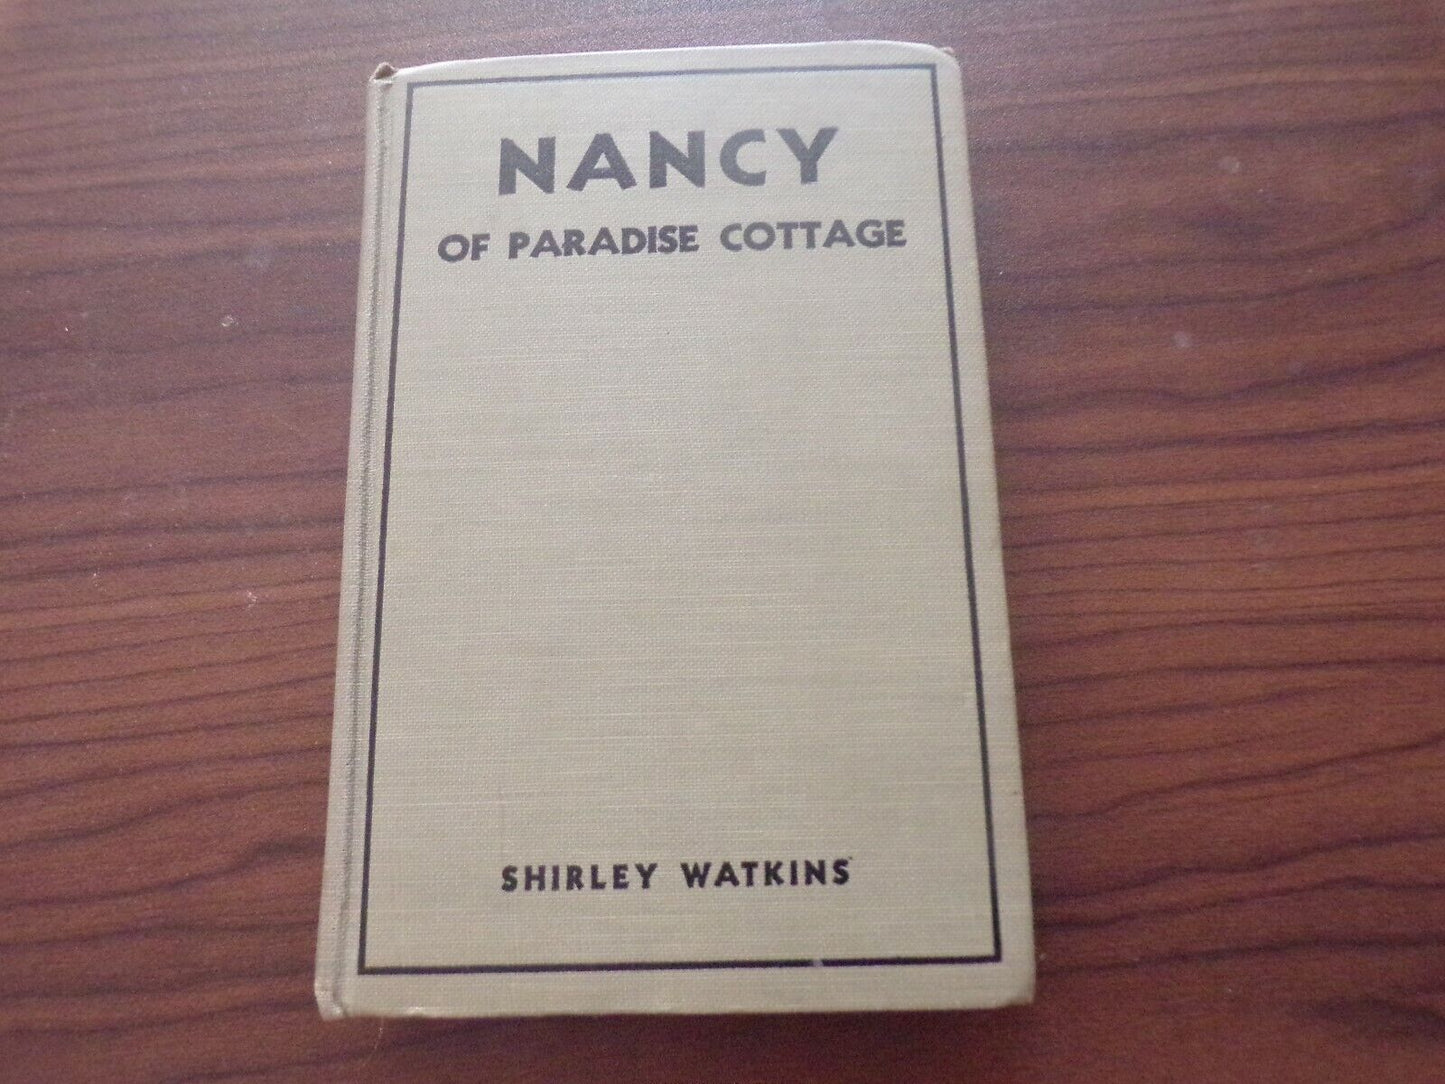 NANCY
OF PARADISE COTTAGE
SHIRLEY WATKINS